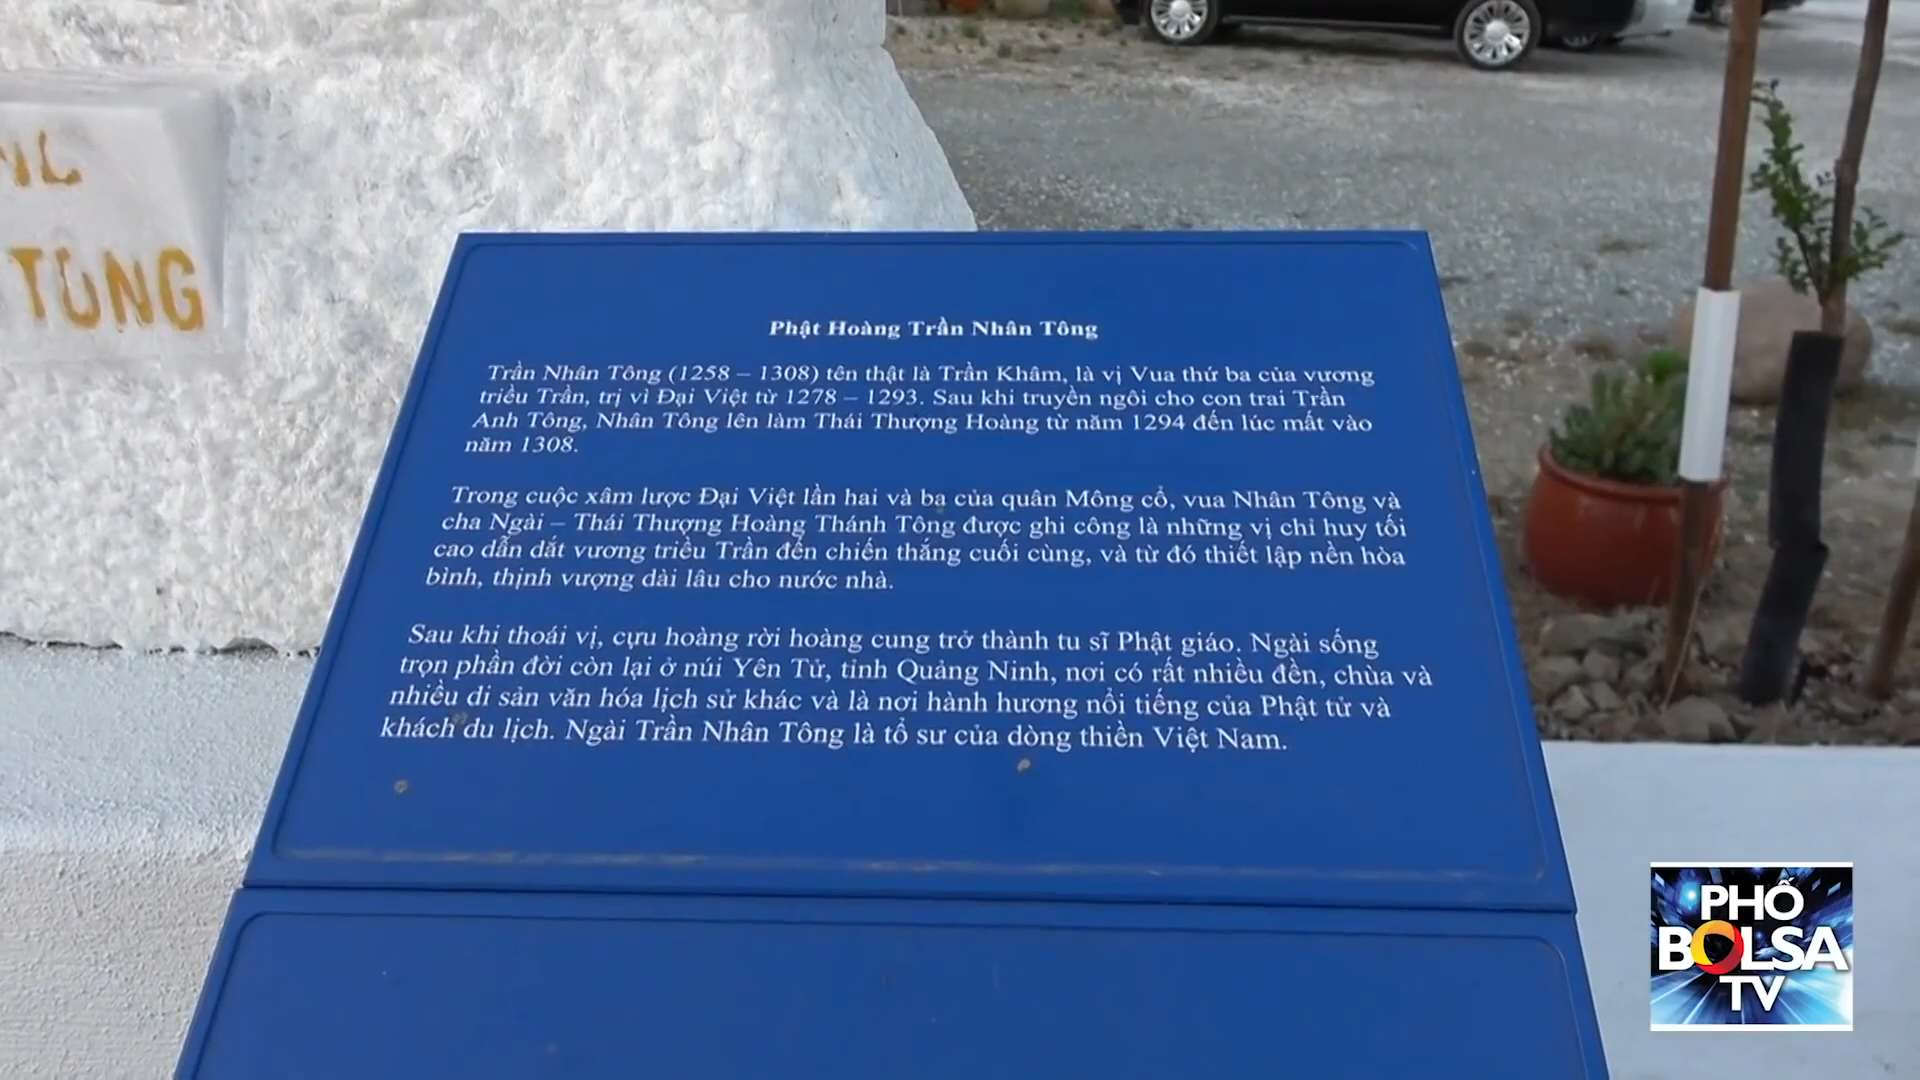 TÔNG
Phật Hoàng Trần Nhân Tông
Trần Nhân Tông (1258 – 1308) tên thật là Trần Khâm, là vị Vua thứ ba của vương
triều Trần, trị vì Đại Việt từ 1278 – 1293. Sau khi truyền ngôi cho con trai Trần
Anh Tông, Nhân Tông lên làm Thái Thượng Hoàng từ năm 1294 đến lúc mất vào
năm 1308.
Trong cuộc xâm lược Đại Việt lần hai và ba của quân Mông cổ, vua Nhân Tông và
cha Ngài – Thái Thượng Hoàng Thánh Tông được ghi công là những vị chỉ huy tối
cao dẫn dắt vương triều Trần đến chiến thắng cuối cùng, và từ đó thiết lập nền hòa
bình, thịnh vượng dài lâu cho nước nhà.
Sau khi thoái vị, cựu hoàng rời hoàng cung trở thành tu sĩ Phật giáo. Ngài sống
trọn phần đời còn lại ở núi Yên Tử, tỉnh Quảng Ninh, nơi có rất nhiều đền, chùa và
nhiều di sản văn hóa lịch sử khác và là nơi hành hương nổi tiếng của Phật tử và
khách du lịch. Ngài Trần Nhân Tông là tổ sư của dòng thiền Việt Nam.
PHỐ
BOLSA
TV